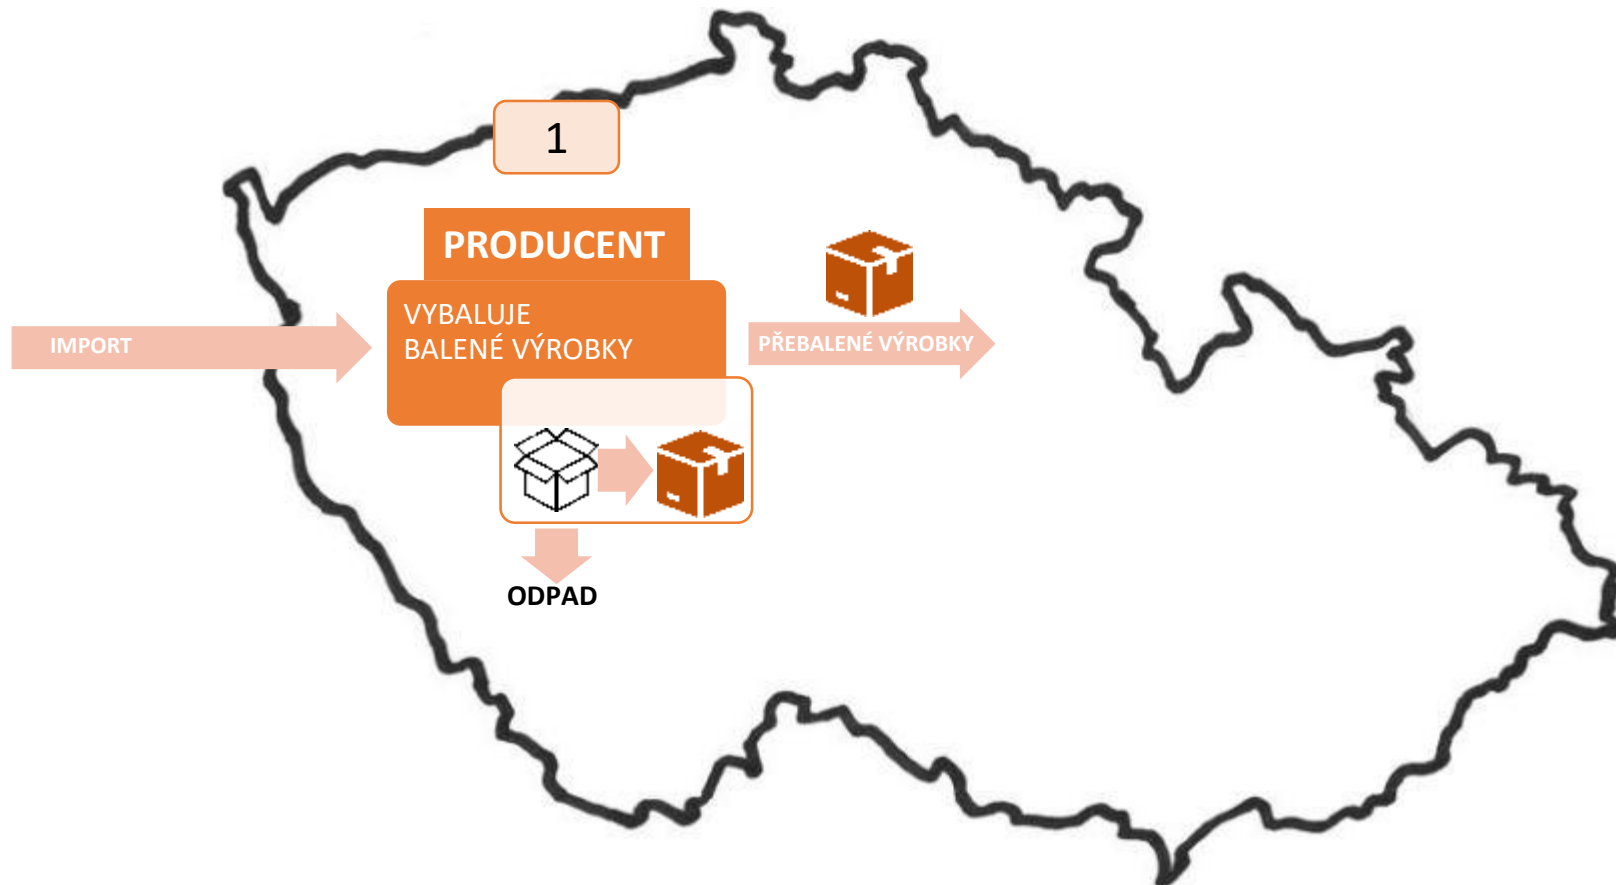 1
PRODUCENT
VYBALUJE
BALENÉ VÝROBKY
IMPORT
PŘEBALENÉ VÝROBKY
ODPAD